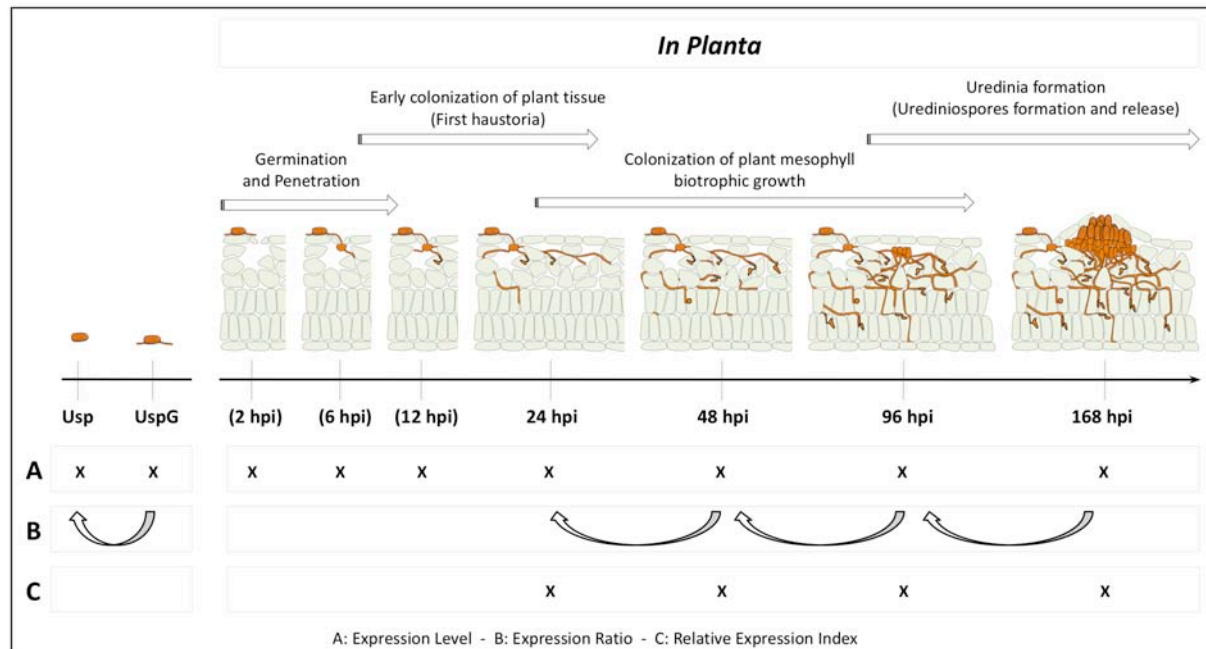 In Planta
Early colonization of plant tissue
(First haustoria)
Uredinia formation
(Urediniospores formation and release)
Germination
and Penetration
Colonization of plant mesophyll
biotrophic growth
Usp UspG (2 hpi) (6 hpi) (12 hpi) 24 hpi 48 hpi 96 hpi 168 hpi
A x x x x x x x x x
B
C x x x x
A: Expression Level - B: Expression Ratio - C: Relative Expression Index